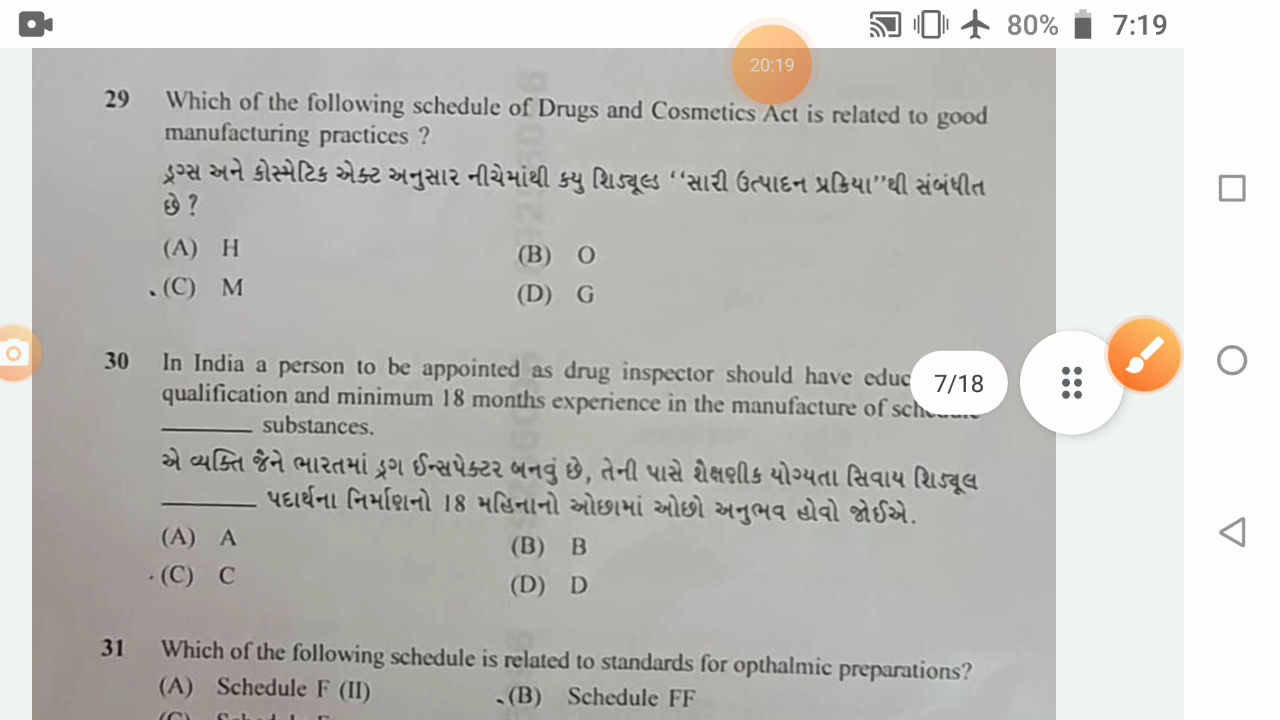 80% 7:19
20:19
29 Which of the following schedule of Drugs and Cosmetics Act is related to good
manufacturing practices ?
ડ્રગ્સ અને કોસ્મેટિક એક્ટ અનુસાર નીચેમાંથી ક્યુ શિડ્યૂલ્ડ ‘‘સારી ઉત્પાદન પ્રક્રિયા’’થી સંબંધીત
છે ?
(A) H (B) O
(C) M (D) G
30 In India a person to be appointed as drug inspector should have
qualification and minimum 18 months experience in the manufacture of
________ substances.
એ વ્યક્તિ જેને ભારતમાં ડ્રગ ઈન્સપેક્ટર બનવું છે, તેની પાસે શૈક્ષણીક યોગ્યતા સિવાય શિડ્યૂલ
________ પદાર્થના નિર્માણનો 18 મહિનાનો ઓછામાં ઓછો અનુભવ હોવો જોઈએ.
(A) A (B) B
(C) C (D) D
7/18
31 Which of the following schedule is related to standards for opthalmic preparations?
(A) Schedule F (II) (B) Schedule FF